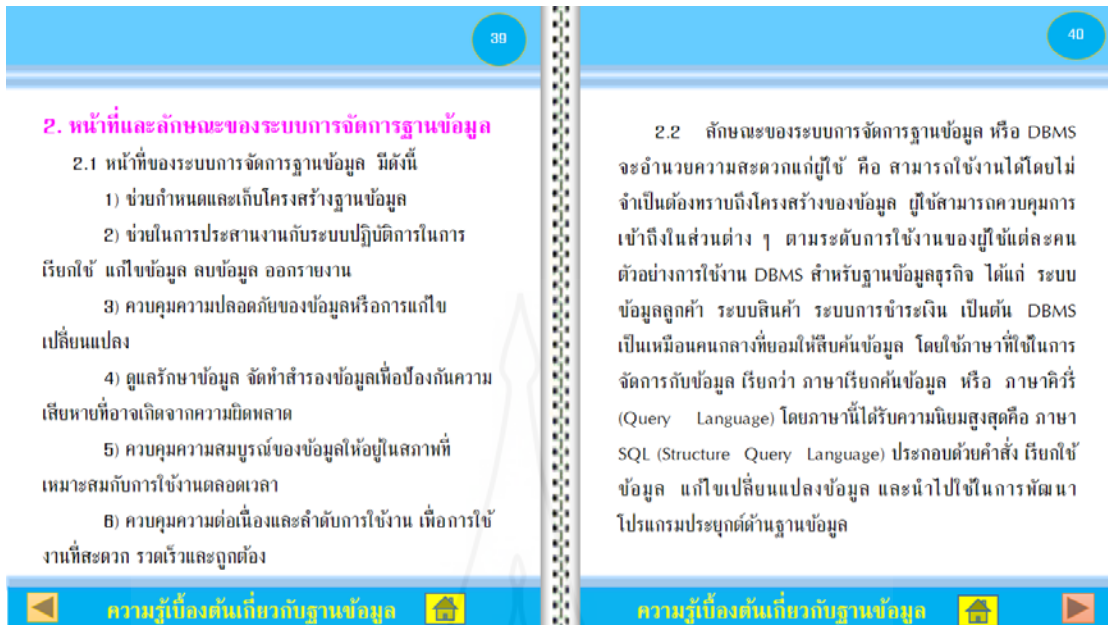 39
2. หน้าที่และลักษณะของระบบการจัดการฐานข้อมูล
2.1 หน้าที่ของระบบการจัดการฐานข้อมูล มีดังนี้
1) ช่วยกำหนดและเก็บโครงสร้างฐานข้อมูล
2) ช่วยในการประสานงานกับระบบปฏิบัติการในการ
เรียกใช้ แก้ไขข้อมูล ลบข้อมูล ออกรายงาน
3) ควบคุมความปลอดภัยของข้อมูลหรือการแก้ไข
เปลี่ยนแปลง
4) ดูแลรักษาข้อมูล จัดทำสำรองข้อมูลเพื่อป้องกันความ
เสียหายที่อาจเกิดจากความผิดพลาด
5) ควบคุมความสมบูรณ์ของข้อมูลให้อยู่ในสภาพที่
เหมาะสมกับการใช้งานตลอดเวลา
6) ควบคุมความต่อเนื่องและลำดับการใช้งาน เพื่อการใช้
งานที่สะดวก รวดเร็วและถูกต้อง
ความรู้เบื้องต้นเกี่ยวกับฐานข้อมูล
40
2.2 ลักษณะของระบบการจัดการฐานข้อมูล หรือ DBMS
จะอำนวยความสะดวกแก่ผู้ใช้ คือ สามารถใช้งานได้โดยไม่
จำเป็นต้องทราบถึงโครงสร้างของข้อมูล ผู้ใช้สามารถควบคุมการ
เข้าถึงในส่วนต่าง ๆ ตามระดับการใช้งานของผู้ใช้แต่ละคน
ตัวอย่างการใช้งาน DBMS สำหรับฐานข้อมูลธุรกิจ ได้แก่ ระบบ
ข้อมูลลูกค้า ระบบสินค้า ระบบการชำระเงิน เป็นต้น DBMS
เป็นเหมือนคนกลางที่ยอมให้สืบค้นข้อมูล โดยใช้ภาษาที่ใช้ในการ
จัดการกับข้อมูล เรียกว่า ภาษาเรียกค้นข้อมูล หรือ ภาษาคิวรี่
(Query Language) โดยภาษานี้ได้รับความนิยมสูงสุดคือ ภาษา
SQL (Structure Query Language) ประกอบด้วยคำสั่ง เรียกใช้
ข้อมูล แก้ไขเปลี่ยนแปลงข้อมูล และนำไปใช้ในการพัฒนา
โปรแกรมประยุกต์ด้านฐานข้อมูล
ความรู้เบื้องต้นเกี่ยวกับฐานข้อมูล